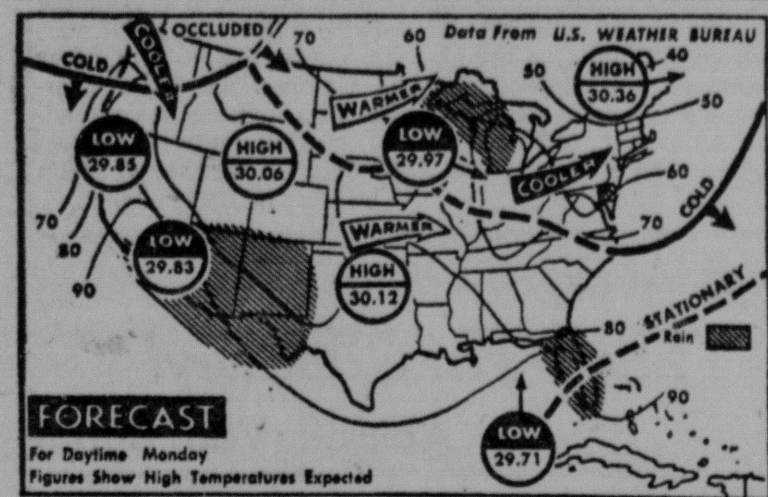 OCCLUDED
70
60
Data From U.S. WEATHER BUREAU
COLD
COOLER
40
HIGH
30.36
50
50
WARMER
LOW
29.85
HIGH
30.06
LOW
29.97
COOLER
60
COLD
70
80
90
LOW
29.83
WARMER
HIGH
30.12
70
STATIONARY
80
Rain
90
LOW
29.71
FORECAST
For Daytime Monday
Figures Show High Temperatures Expected